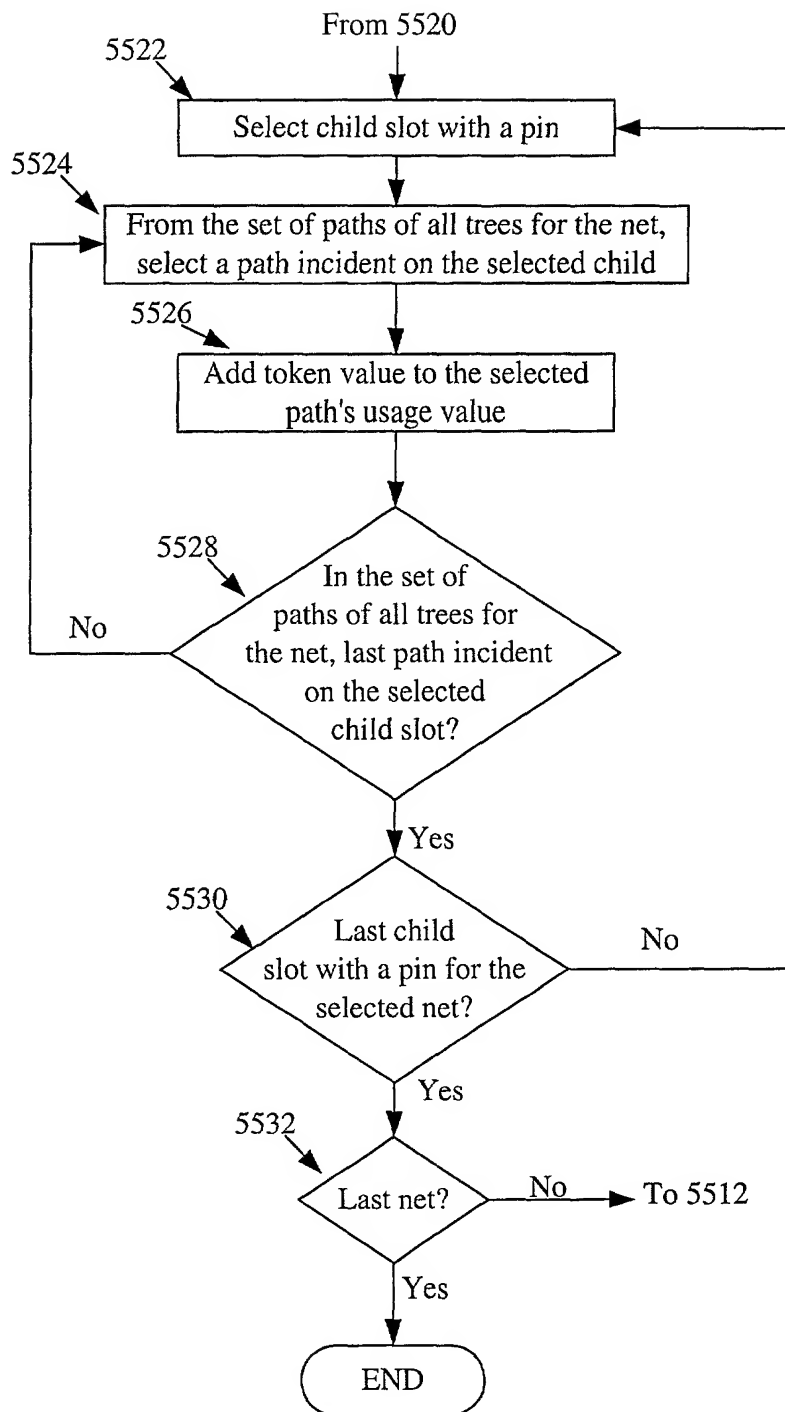 From 5520
5522
Select child slot with a pin
5524
From the set of paths of all trees for the net,
select a path incident on the selected child
5526
Add token value to the selected
path's usage value
5528
In the set of
paths of all trees for
the net, last path incident
on the selected
child slot?
No
Yes
5530
Last child
slot with a pin for the
selected net?
No
Yes
5532
Last net?
No
To 5512
Yes
END